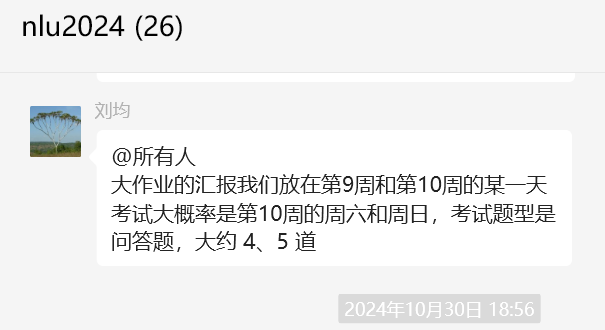 nlu2024 (26)
刘均
@所有人
大作业的汇报我们放在第9周和第10周的某一天
考试大概率是第10周的周六和周日，考试题型是
问答题，大约 4、5 道
2024年10月30日 18:56